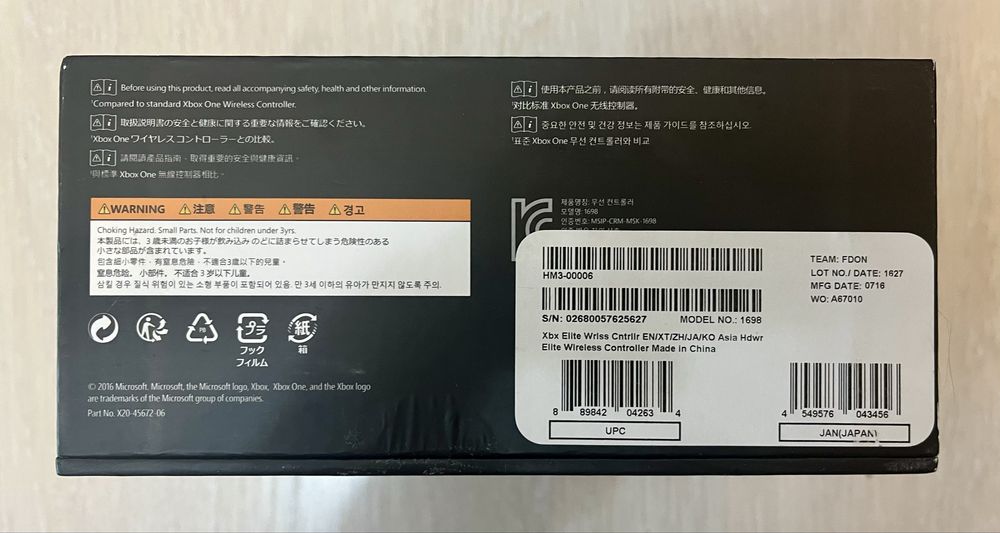 Before using this product, read all accompanying safety, health and other information.
¹Compared to standard Xbox One Wireless Controller.
取扱説明書の安全と健康に関する重要な情報をご確認ください。
¹Xbox One ワイヤレス コントローラーとの比較。
請閱讀產品指南，取得重要的安全與健康資訊。
¹與標準 Xbox One 無線控制器相比。
使用本产品之前，请阅读所有附带的安全、健康和其他信息。
¹对比标准 Xbox One 无线控制器。
중요한 안전 및 건강 정보는 제품 가이드를 참조하십시오.
¹표준 Xbox One 무선 컨트롤러와 비교
WARNING 注意 警告 警告 경고
Choking Hazard. Small Parts. Not for children under 3yrs.
本製品には、3 歳未満のお子様が飲み込み のどに詰まらせてしまう危険性のある
小さな部品が含まれています。
包含細小零件，有窒息危險，不適合3歲以下的兒童。
窒息危险。小部件。不适合 3 岁以下儿童。
삼킬 경우 질식 위험이 있는 소형 부품이 포함되어 있음. 만 3세 이하의 유아가 만지지 않도록 주의.
제품명칭: 무선 컨트롤러
모델명: 1698
인증번호: MSIP-CRM-MSK-1698
PB
プラ
フック
フィルム
紙
箱
© 2016 Microsoft. Microsoft, the Microsoft logo, Xbox, Xbox One, and the Xbox logo
are trademarks of the Microsoft group of companies.
Part No. X20-45672-06
HM3-00006
S/N: 02680057625627 MODEL NO.: 1698
Xbx Elite Wrlss Cntrllr EN/XT/ZH/JA/KO Asia Hdwr
Elite Wireless Controller Made in China
TEAM: FDON
LOT NO./ DATE: 1627
MFG DATE: 0716
WO: A67010
8 89842 04263 4
UPC
4 549576 043456
JAN(JAPAN)